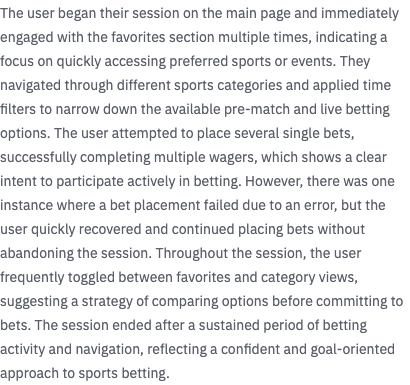 The user began their session on the main page and immediately
engaged with the favorites section multiple times, indicating a
focus on quickly accessing preferred sports or events. They
navigated through different sports categories and applied time
filters to narrow down the available pre-match and live betting
options. The user attempted to place several single bets,
successfully completing multiple wagers, which shows a clear
intent to participate actively in betting. However, there was one
instance where a bet placement failed due to an error, but the
user quickly recovered and continued placing bets without
abandoning the session. Throughout the session, the user
frequently toggled between favorites and category views,
suggesting a strategy of comparing options before committing to
bets. The session ended after a sustained period of betting
activity and navigation, reflecting a confident and goal-oriented
approach to sports betting.